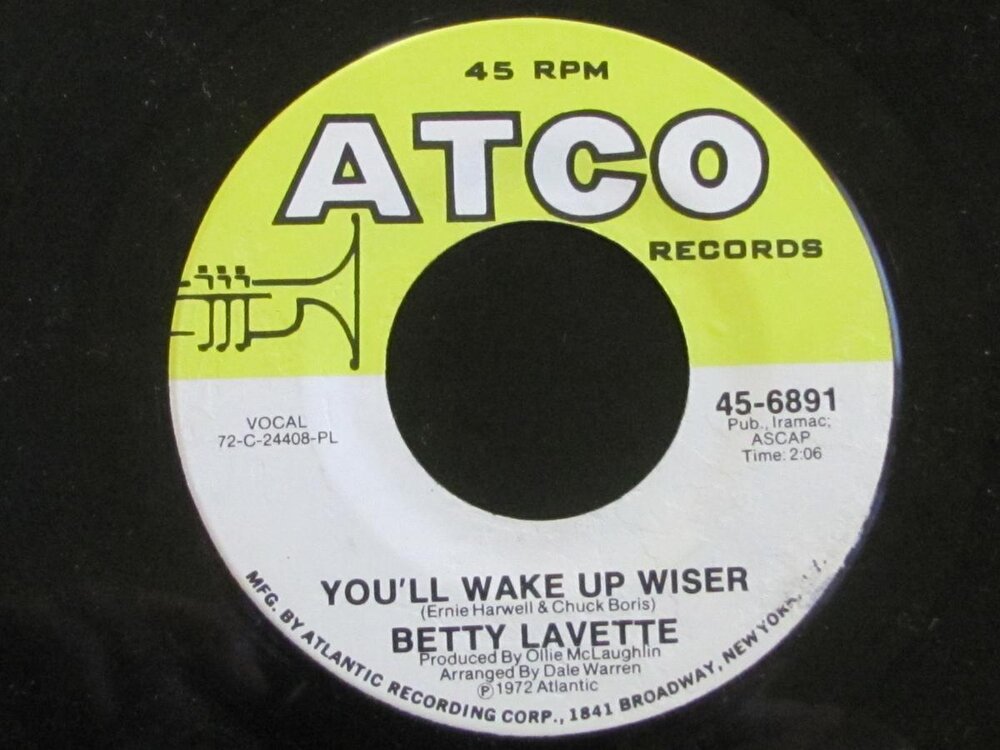 45 RPM
ATCO
RECORDS
VOCAL
72-C-24408-PL
45-6891
Pub., Iramac;
ASCAP
Time: 2:06
YOU'LL WAKE UP WISER
(Ernie Harwell & Chuck Boris)
BETTY LAVETTE
Produced By Ollie McLaughlin
Arranged By Dale Warren
℗1972 Atlantic
MFG. BY ATLANTIC RECORDING CORP., 1841 BROADWAY, NEW YORK,